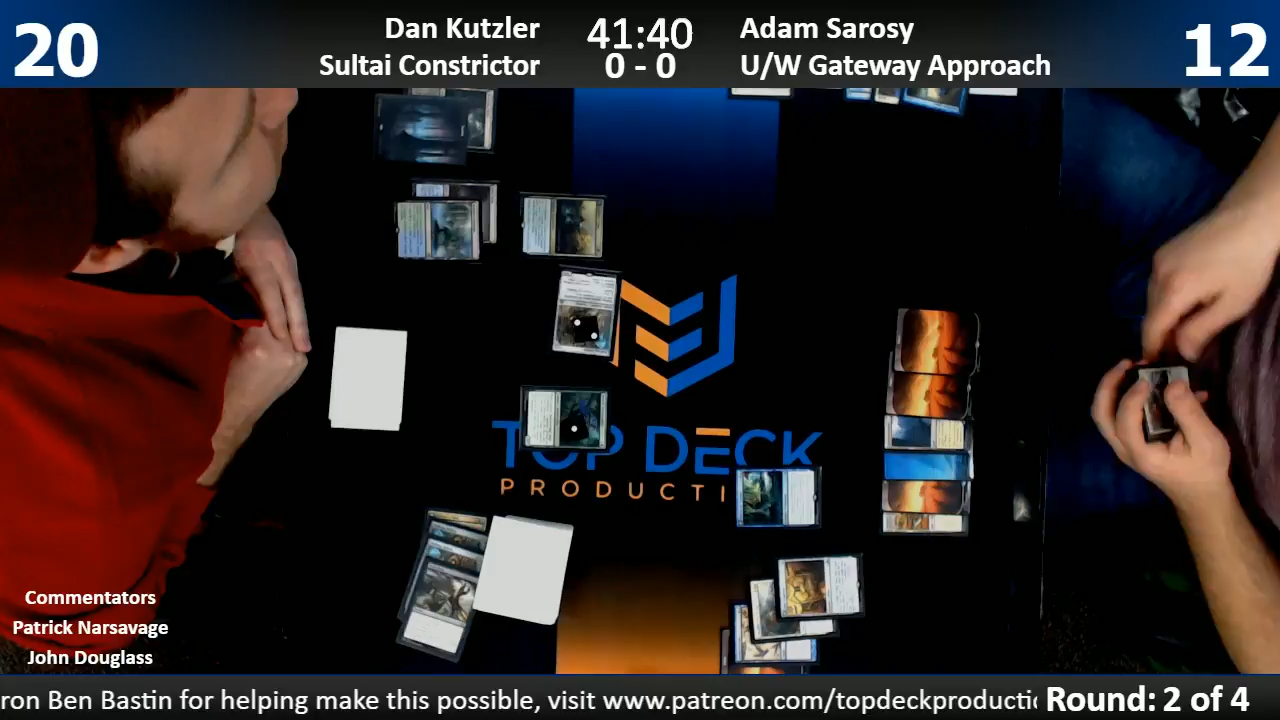 20
Dan Kutzler
Sultai Constrictor
41:40
0 - 0
Adam Sarosy
U/W Gateway Approach
12
TOP DECK
PRODUCTI
Commentators
Patrick Narsavage
John Douglass
ron Ben Bastin for helping make this possible, visit www.patreon.com/topdeckproducti
Round: 2 of 4